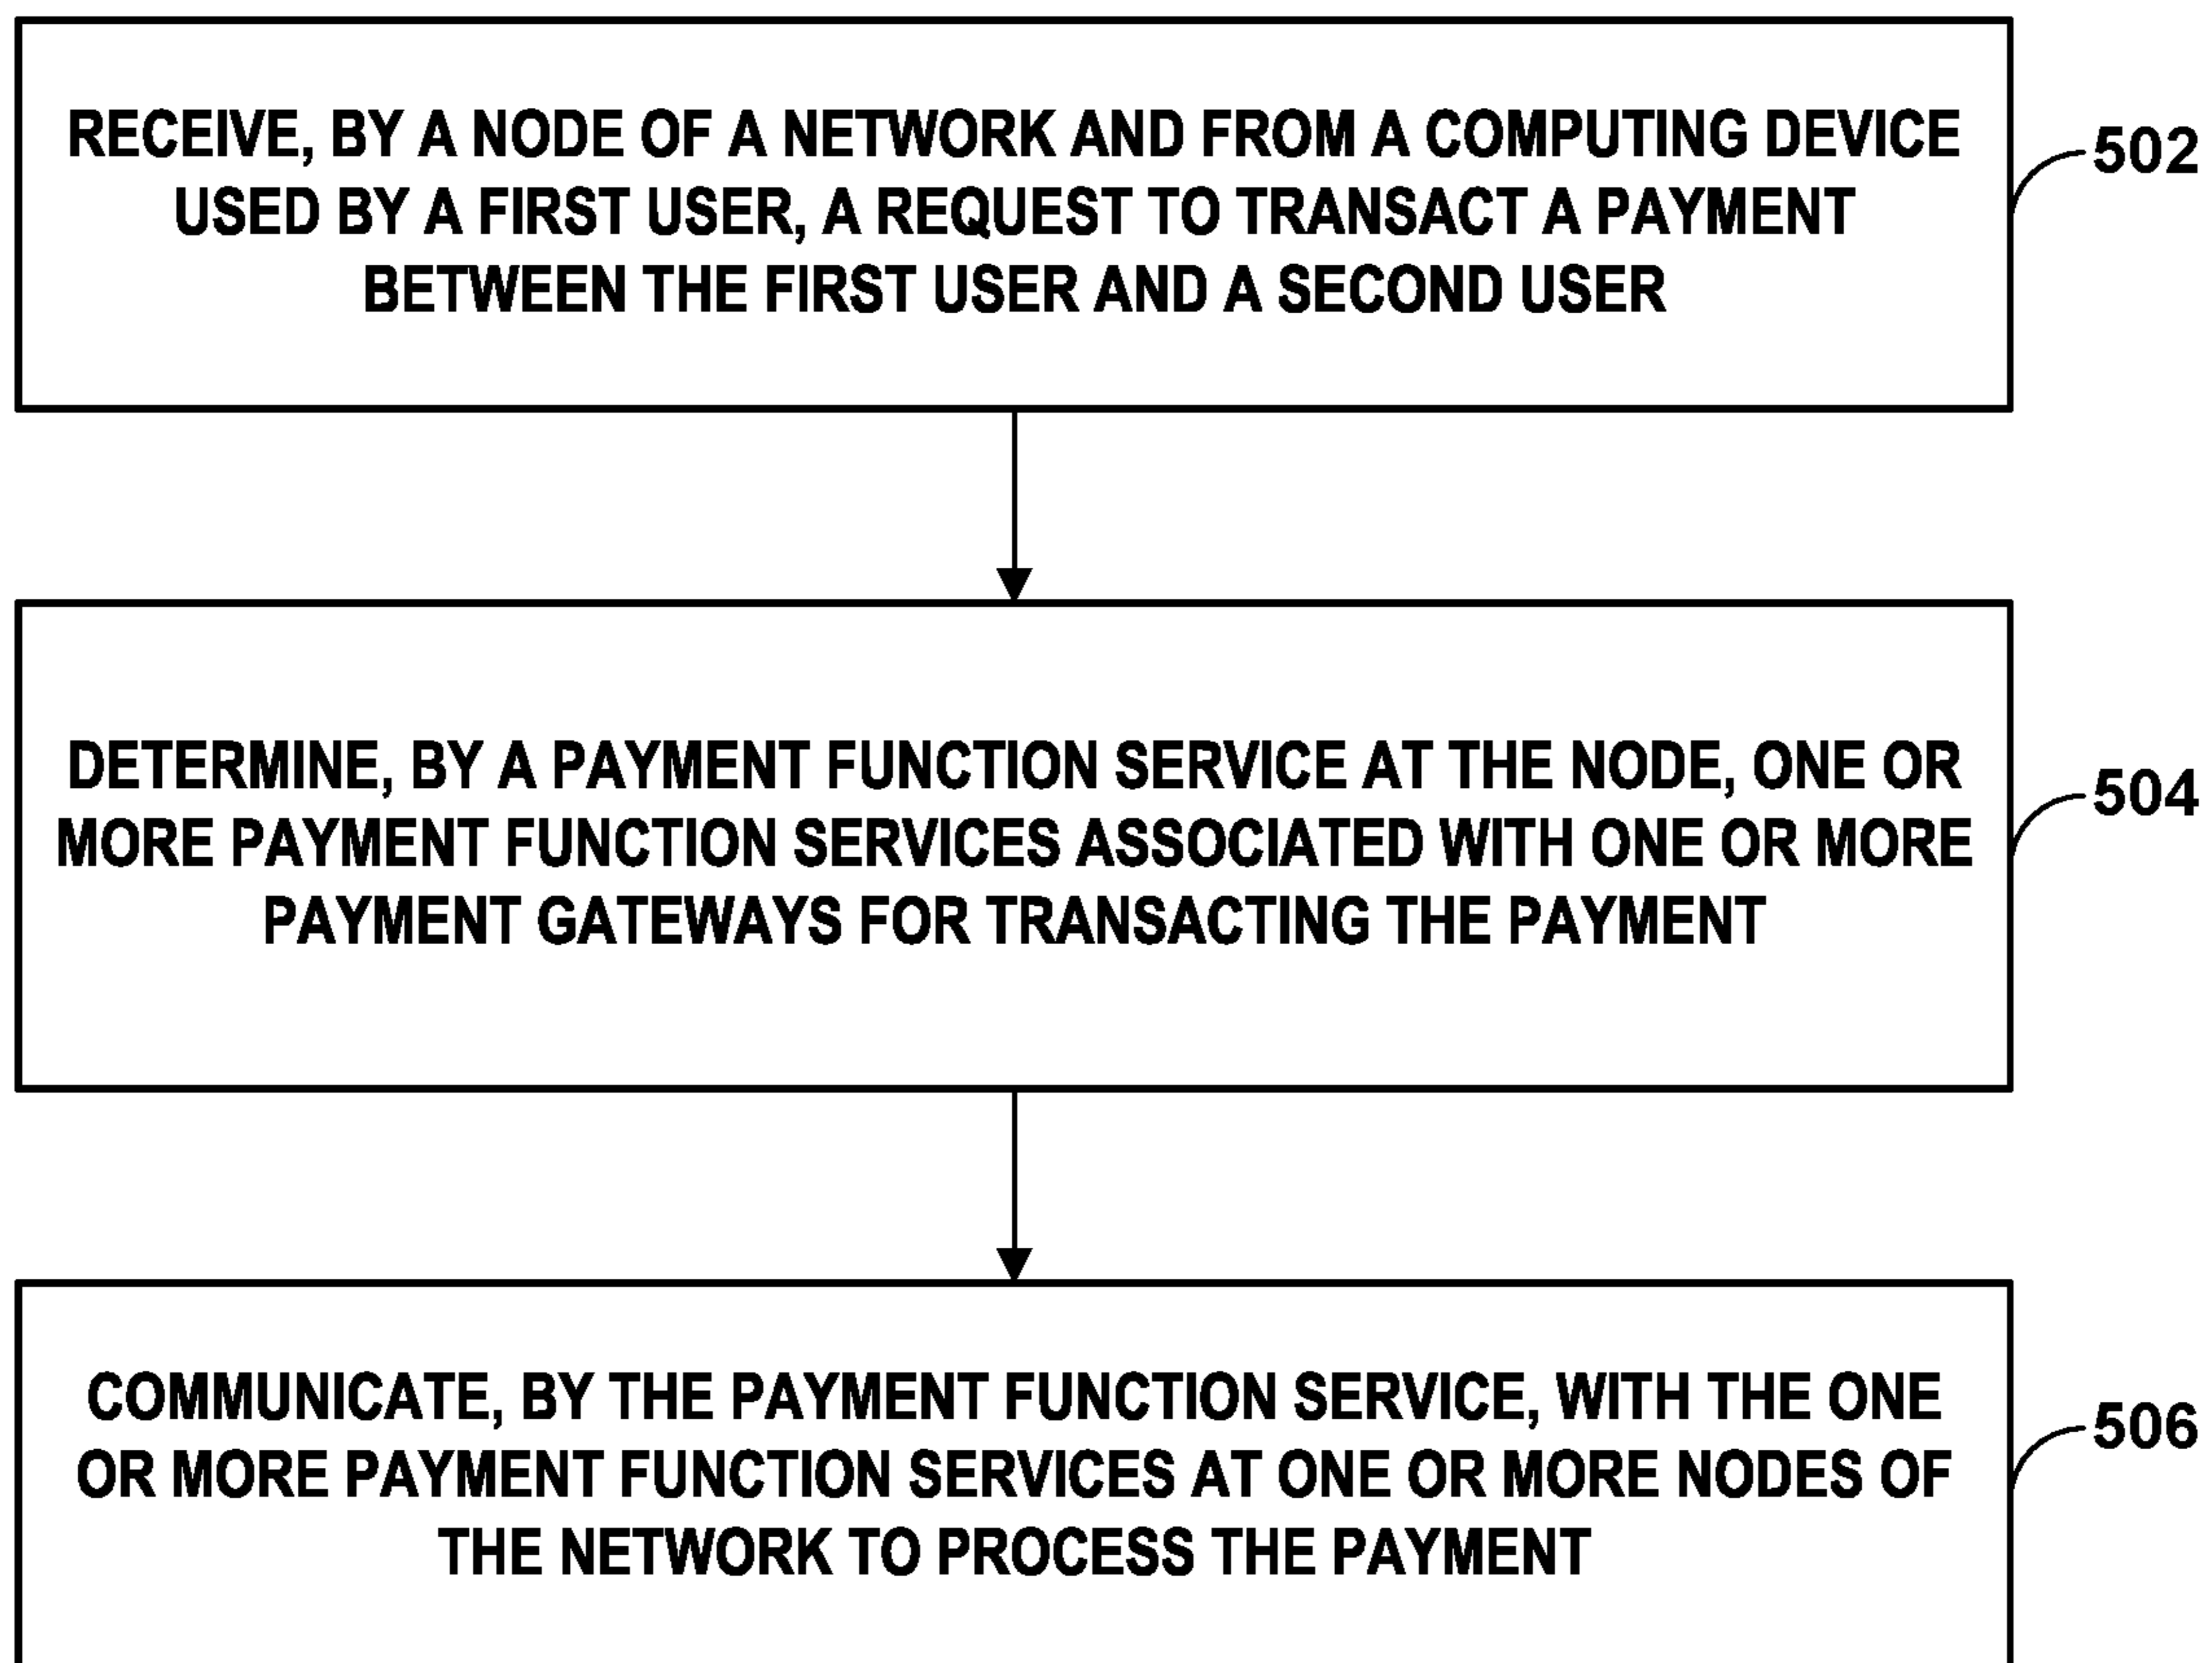 RECEIVE, BY A NODE OF A NETWORK AND FROM A COMPUTING DEVICE
USED BY A FIRST USER, A REQUEST TO TRANSACT A PAYMENT
BETWEEN THE FIRST USER AND A SECOND USER
502
DETERMINE, BY A PAYMENT FUNCTION SERVICE AT THE NODE, ONE OR
MORE PAYMENT FUNCTION SERVICES ASSOCIATED WITH ONE OR MORE
PAYMENT GATEWAYS FOR TRANSACTING THE PAYMENT
504
COMMUNICATE, BY THE PAYMENT FUNCTION SERVICE, WITH THE ONE
OR MORE PAYMENT FUNCTION SERVICES AT ONE OR MORE NODES OF
THE NETWORK TO PROCESS THE PAYMENT
506